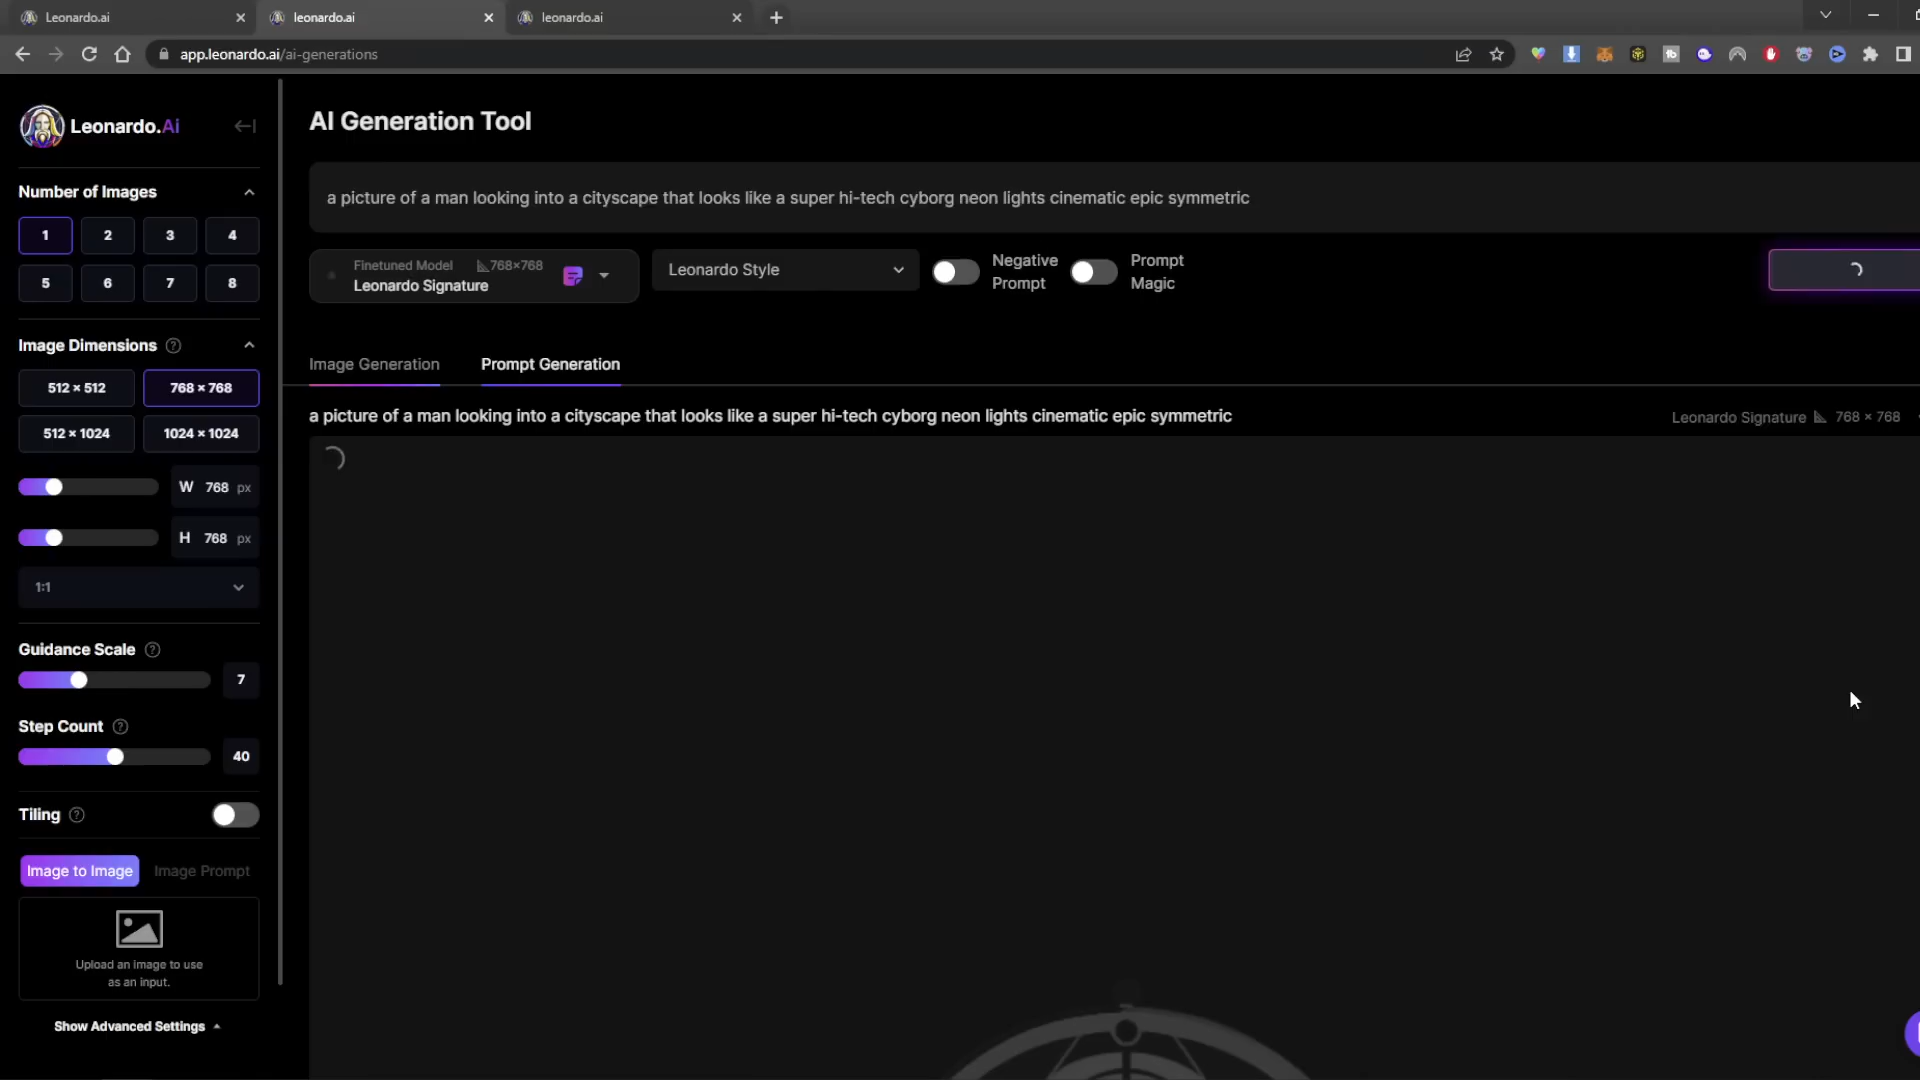 Leonardo.ai
leonardo.ai
leonardo.ai
app.leonardo.ai/ai-generations
Leonardo.Ai
Number of Images
1 2 3 4
5 6 7 8
Image Dimensions
512 × 512 768 × 768
512 × 1024 1024 × 1024
W 768 px
H 768 px
1:1
Guidance Scale
7
Step Count
40
Tiling
Image to Image Image Prompt
Upload an image to use
as an input.
Show Advanced Settings
AI Generation Tool
a picture of a man looking into a cityscape that looks like a super hi-tech cyborg neon lights cinematic epic symmetric
Finetuned Model 768×768
Leonardo Signature
Leonardo Style
Negative
Prompt
Prompt
Magic
Image Generation Prompt Generation
a picture of a man looking into a cityscape that looks like a super hi-tech cyborg neon lights cinematic epic symmetric
Leonardo Signature 768 × 768